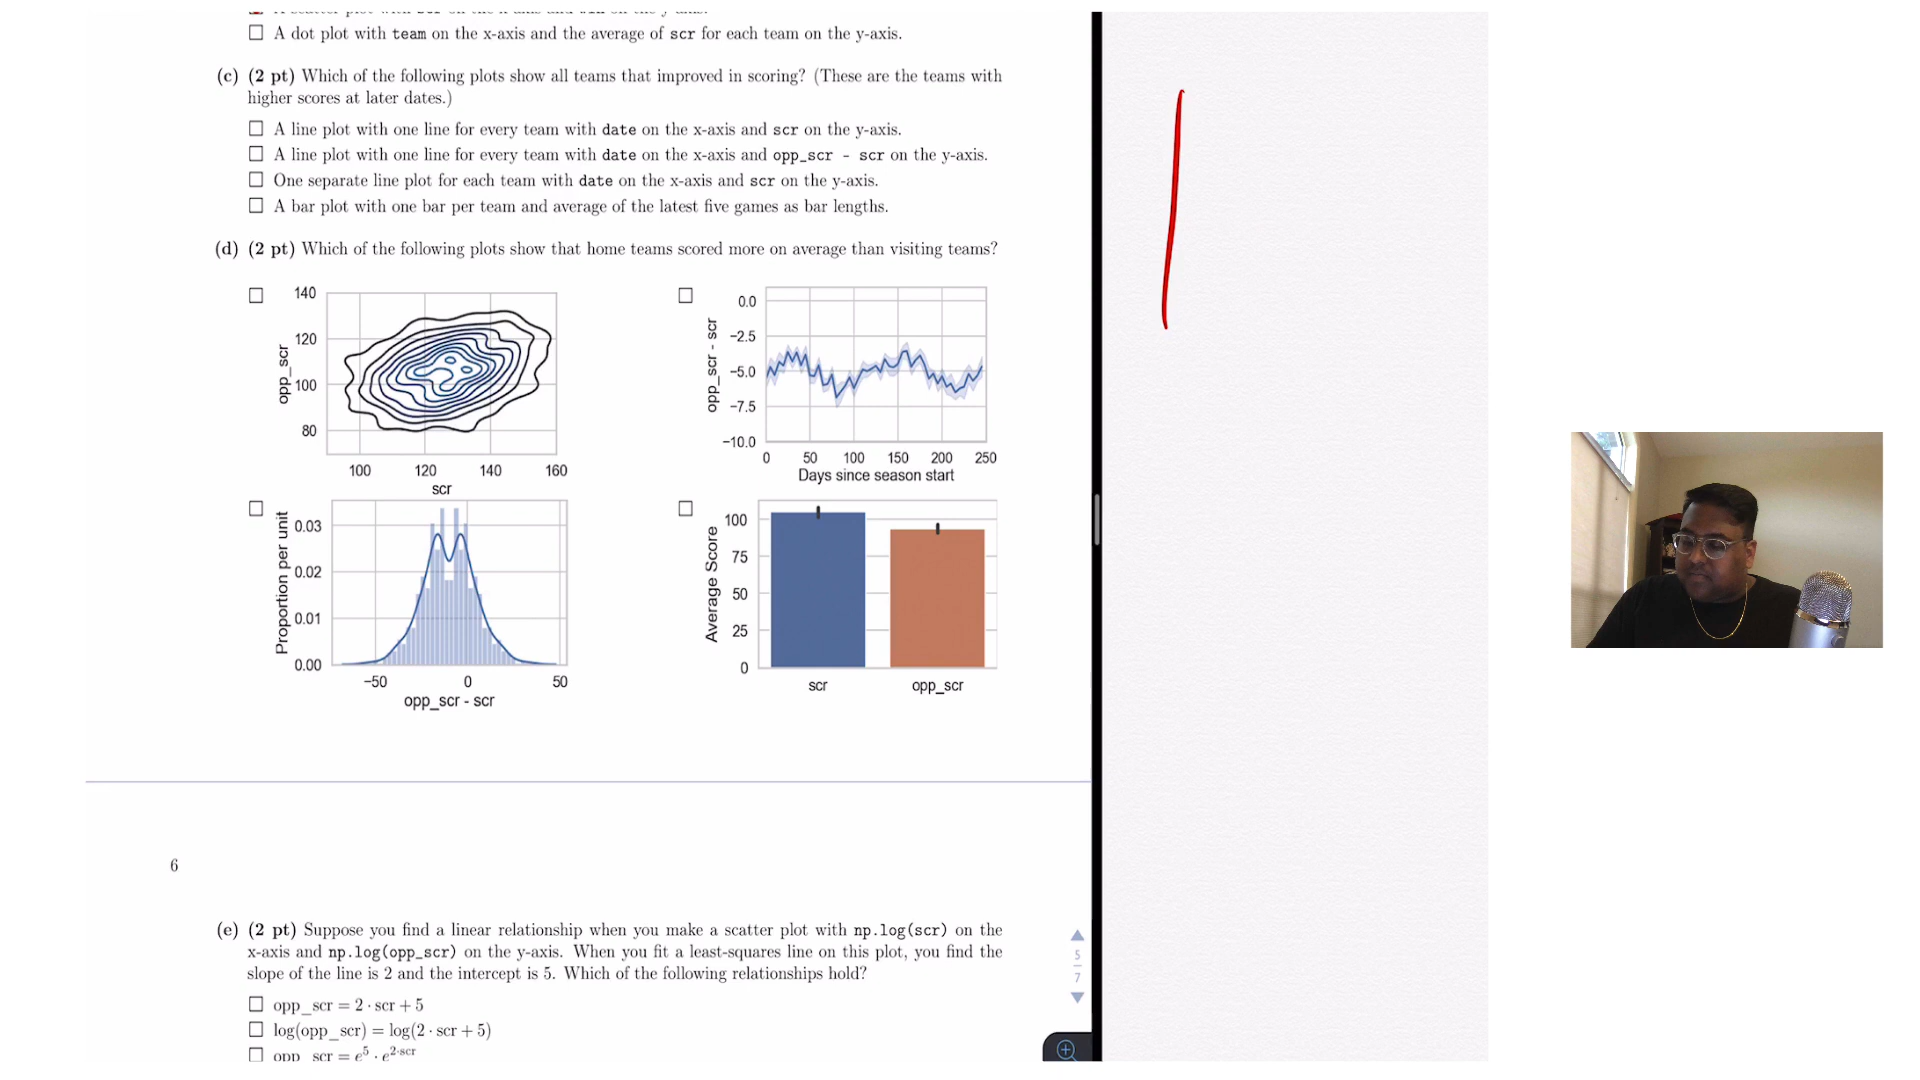 A dot plot with team on the x-axis and the average of scr for each team on the y-axis.
(c) (2 pt) Which of the following plots show all teams that improved in scoring? (These are the teams with
higher scores at later dates.)
A line plot with one line for every team with date on the x-axis and scr on the y-axis.
A line plot with one line for every team with date on the x-axis and opp_scr - scr on the y-axis.
One separate line plot for each team with date on the x-axis and scr on the y-axis.
A bar plot with one bar per team and average of the latest five games as bar lengths.
(d) (2 pt) Which of the following plots show that home teams scored more on average than visiting teams?
140
120
100
80
opp_scr
100 120 140 160
scr
0.0
−2.5
−5.0
−7.5
−10.0
opp_scr - scr
0 50 100 150 200 250
Days since season start
0.03
0.02
0.01
0.00
Proportion per unit
−50 0 50
opp_scr - scr
100
75
50
25
0
Average Score
scr opp_scr
6
(e) (2 pt) Suppose you find a linear relationship when you make a scatter plot with np.log(scr) on the
x-axis and np.log(opp_scr) on the y-axis. When you fit a least-squares line on this plot, you find the
slope of the line is 2 and the intercept is 5. Which of the following relationships hold?
opp_scr = 2 · scr + 5
log(opp_scr) = log(2 · scr + 5)
opp_scr = e^5 · e^{2·scr}
5
7